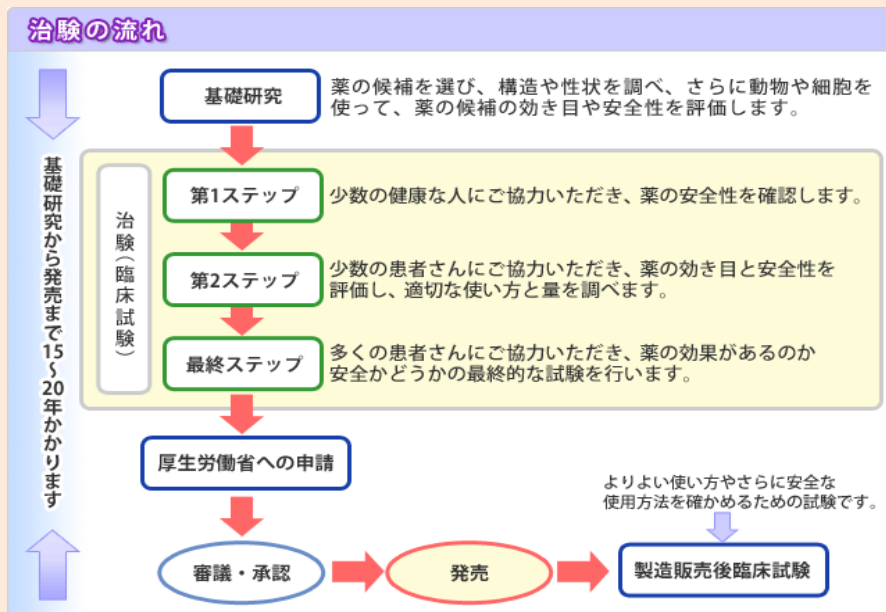 治験の流れ
基礎研究
薬の候補を選び、構造や性状を調べ、さらに動物や細胞を
使って、薬の候補の効き目や安全性を評価します。
基礎研究から発売まで15~20年かかります
治験(臨床試験)
第1ステップ
少数の健康な人にご協力いただき、薬の安全性を確認します。
第2ステップ
少数の患者さんにご協力いただき、薬の効き目と安全性を
評価し、適切な使い方と量を調べます。
最終ステップ
多くの患者さんにご協力いただき、薬の効果があるのか
安全かどうかの最終的な試験を行います。
厚生労働省への申請
よりよい使い方やさらに安全な
使用方法を確かめるための試験です。
審議・承認
発売
製造販売後臨床試験